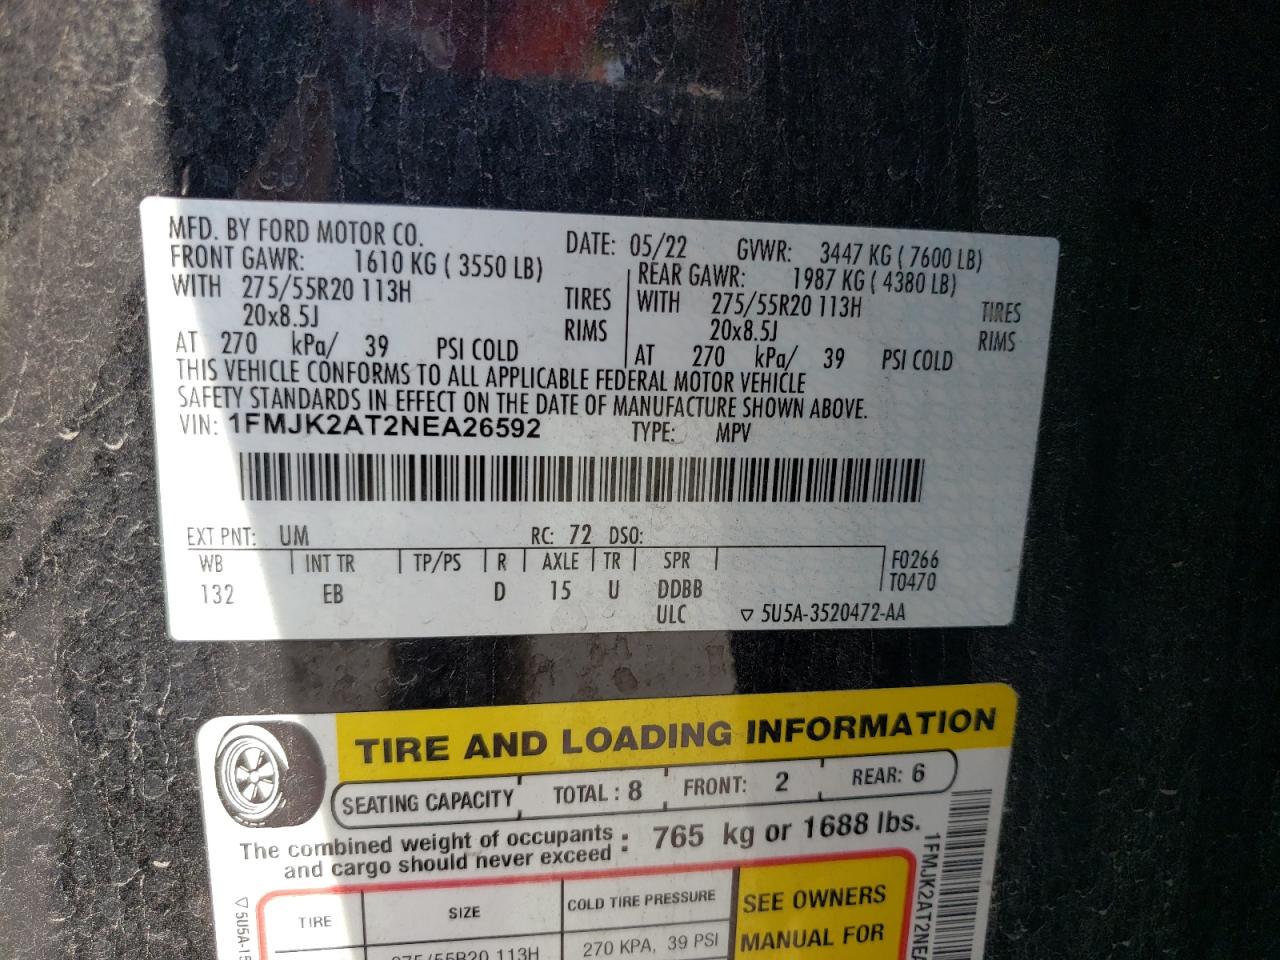 MFD. BY FORD MOTOR CO. DATE: 05/22 GVWR: 3447 KG ( 7600 LB)
FRONT GAWR: 1610 KG ( 3550 LB) REAR GAWR: 1987 KG ( 4380 LB)
WITH 275/55R20 113H TIRES WITH 275/55R20 113H TIRES
20x8.5J RIMS 20x8.5J RIMS
AT 270 kPa/ 39 PSI COLD AT 270 kPa/ 39 PSI COLD
THIS VEHICLE CONFORMS TO ALL APPLICABLE FEDERAL MOTOR VEHICLE
SAFETY STANDARDS IN EFFECT ON THE DATE OF MANUFACTURE SHOWN ABOVE.
VIN: 1FMJK2AT2NEA26592 TYPE: MPV
EXT PNT: UM RC: 72 DSO:
WB INT TR TP/PS R AXLE TR SPR F0266
132 EB D 15 U DDBB T0470
ULC ▽ 5U5A-3520472-AA
TIRE AND LOADING INFORMATION
SEATING CAPACITY TOTAL : 8 FRONT: 2 REAR: 6
The combined weight of occupants and cargo should never exceed : 765 kg or 1688 lbs.
TIRE SIZE COLD TIRE PRESSURE SEE OWNERS
275/55R20 113H 270 KPA, 39 PSI MANUAL FOR
▽ 5U5A-15
1FMJK2AT2NEA